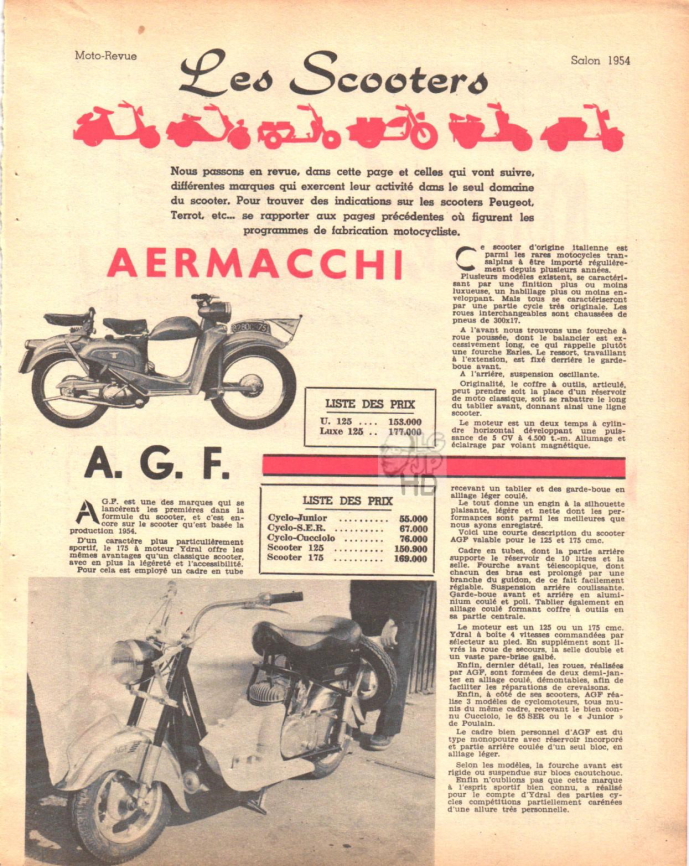 Moto-Revue
Salon 1954
Les Scooters
Nous passons en revue, dans cette page et celles qui vont suivre,
différentes marques qui exercent leur activité dans le seul domaine
du scooter. Pour trouver des indications sur les scooters Peugeot,
Terrot, etc... se rapporter aux pages précédentes où figurent les
programmes de fabrication motocycliste.
AERMACCHI
Ce scooter d'origine italienne est
parmi les rares motocycles tran-
salpins à être importé régulière-
ment depuis plusieurs années.
Plusieurs modèles existent, se caractéri-
sant par une finition plus ou moins
luxueuse, un habillage plus ou moins en-
veloppant. Mais tous se caractériseront
par une partie cycle très originale. Les
roues interchangeables sont chaussées de
pneus de 300x17.
A l'avant nous trouvons une fourche à
roue poussée, dont le balancier est ex-
cessivement long, ce qui rappelle plutôt
une fourche Earles. Le ressort, travaillant
à l'extension, est fixé derrière le garde-
boue avant.
A l'arrière, suspension oscillante.
Originalité, le coffre à outils, articulé,
peut prendre soit la place d'un réservoir
de moto classique, soit se rabattre le long
du tablier avant, donnant ainsi une ligne
scooter.
Le moteur est un deux temps à cylin-
dre horizontal développant une puis-
sance de 5 CV à 4.500 t.-m. Allumage et
éclairage par volant magnétique.
LISTE DES PRIX
U. 125 .... 153.000
Luxe 125 .. 177.000
A. G. F.
A.G.F. est une des marques qui se
lancèrent les premières dans la
formule du scooter, et c'est en-
core sur le scooter qu'est basée la
production 1954.
D'un caractère plus particulièrement
sportif, le 175 à moteur Ydral offre les
mêmes avantages qu'un classique scooter,
avec en plus la légèreté et l'accessibilité.
Pour cela est employé un cadre en tube
LISTE DES PRIX
Cyclo-Junior ........... 55.000
Cyclo-S.E.R. .......... 67.000
Cyclo-Cucciolo ........ 76.000
Scooter 125 ........... 150.900
Scooter 175 ........... 169.000
recevant un tablier et des garde-boue en
alliage léger coulé.
Le tout donne un engin à la silhouette
plaisante, légère et nette dont les per-
formances sont parmi les meilleures que
nous ayons enregistré.
Voici une courte description du scooter
AGF valable pour le 125 et 175 cmc.
Cadre en tubes, dont la partie arrière
supporte le réservoir de 10 litres et la
selle. Fourche avant télescopique, dont
chacun des bras est prolongé par une
branche du guidon, de ce fait facilement
réglable. Suspension arrière coulissante.
Garde-boue avant et arrière en alumi-
nium coulé et poli. Tablier également en
alliage coulé formant coffre à outils en
sa partie centrale.
Le moteur est un 125 ou un 175 cmc.
Ydral à boîte 4 vitesses commandées par
sélecteur au pied. En supplément sont li-
vrés la roue de secours, la selle double et
un vaste pare-brise galbé.
Enfin, dernier détail, les roues, réalisées
par AGF, sont formées de deux demi-jan-
tes en alliage coulé, démontables, afin de
faciliter les réparations de crevaisons.
Enfin, à côté de ses scooters, AGF réa-
lise 3 modèles de cyclomoteurs, tous mu-
nis du même cadre, recevant le bien con-
nu Cucciolo, le 65 SER ou le « Junior »
de Poulain.
Le cadre bien personnel d'AGF est du
type monopoutre avec réservoir incorporé
et partie arrière coulée d'un seul bloc, en
alliage léger.
Selon les modèles, la fourche avant est
rigide ou suspendue sur blocs caoutchouc.
Enfin n'oublions pas que cette marque
à l'esprit sportif bien connu, a réalisé
pour le compte d'Ydral des parties cy-
cles compétitions partiellement carénées
d'une allure très personnelle.